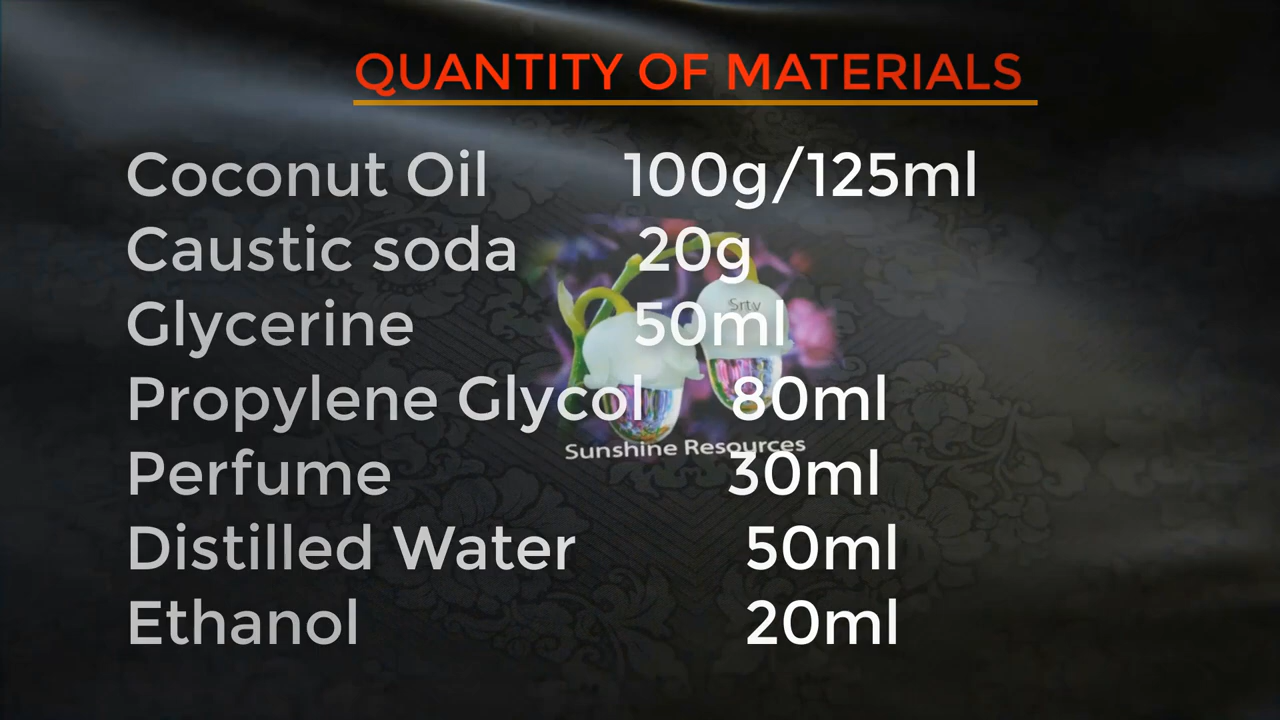 QUANTITY OF MATERIALS
Coconut Oil 100g/125ml
Caustic soda 20g
Srtv
Glycerine 50ml
Propylene Glycol 80ml
Sunshine Resources
Perfume 30ml
Distilled Water 50ml
Ethanol 20ml